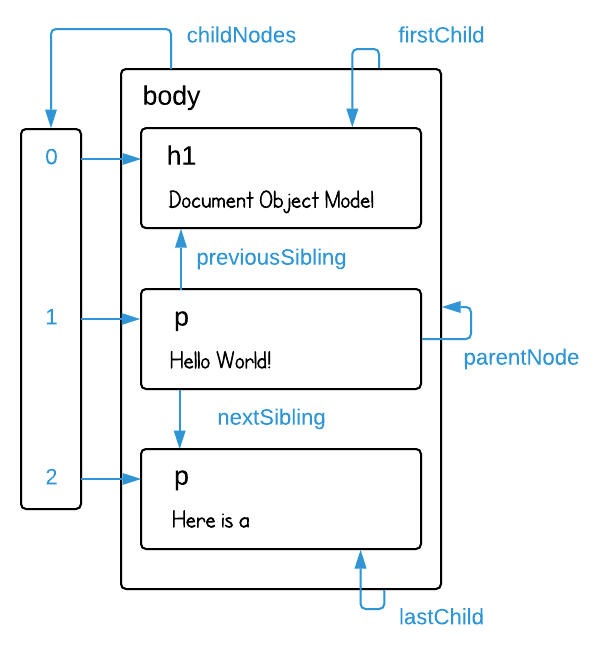 childNodes
firstChild
body
0
h1
Document Object Model
previousSibling
1
p
Hello World!
parentNode
nextSibling
2
p
Here is a
lastChild